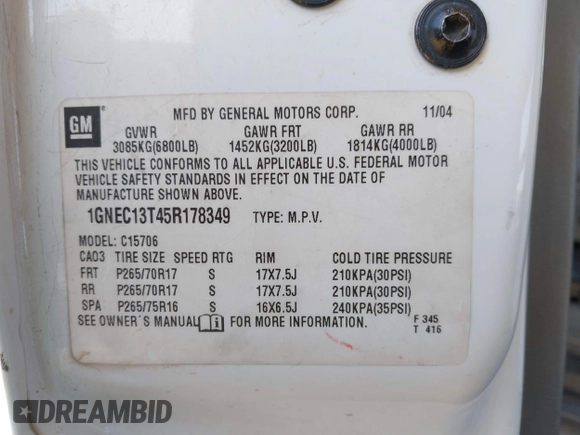 GM
MFD BY GENERAL MOTORS CORP. 11/04
GVWR GAWR FRT GAWR RR
3085KG(6800LB) 1452KG(3200LB) 1814KG(4000LB)
THIS VEHICLE CONFORMS TO ALL APPLICABLE U.S. FEDERAL MOTOR
VEHICLE SAFETY STANDARDS IN EFFECT ON THE DATE OF
MANUFACTURE SHOWN ABOVE.
1GNEC13T45R178349 TYPE: M.P.V.
MODEL: C15706
CA03 TIRE SIZE SPEED RTG RIM COLD TIRE PRESSURE
FRT P265/70R17 S 17X7.5J 210KPA(30PSI)
RR P265/70R17 S 17X7.5J 210KPA(30PSI)
SPA P265/75R16 S 16X6.5J 240KPA(35PSI)
SEE OWNER'S MANUAL FOR MORE INFORMATION. F 345
T 416
DREAMBID